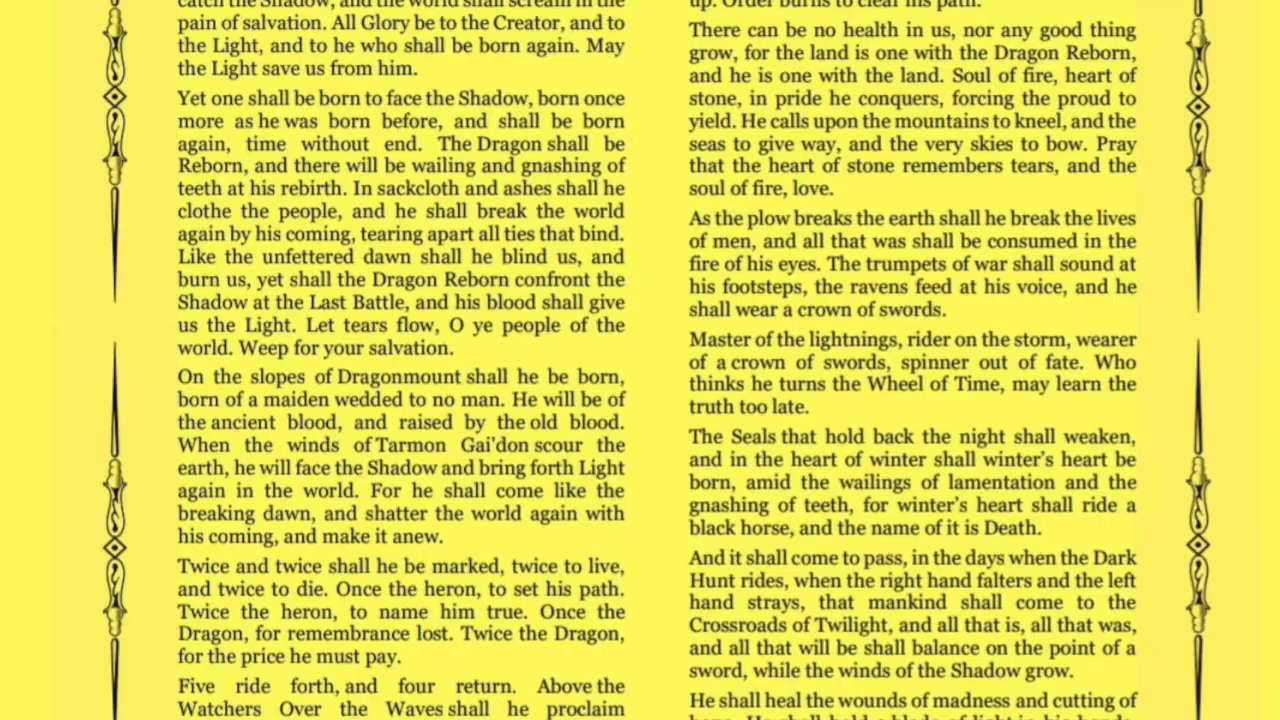 catch the Shadow, and the world shall scream in the
pain of salvation. All Glory be to the Creator, and to
the Light, and to he who shall be born again. May
the Light save us from him.
Yet one shall be born to face the Shadow, born once
more as he was born before, and shall be born
again, time without end. The Dragon shall be
Reborn, and there will be wailing and gnashing of
teeth at his rebirth. In sackcloth and ashes shall he
clothe the people, and he shall break the world
again by his coming, tearing apart all ties that bind.
Like the unfettered dawn shall he blind us, and
burn us, yet shall the Dragon Reborn confront the
Shadow at the Last Battle, and his blood shall give
us the Light. Let tears flow, O ye people of the
world. Weep for your salvation.
On the slopes of Dragonmount shall he be born,
born of a maiden wedded to no man. He will be of
the ancient blood, and raised by the old blood.
When the winds of Tarmon Gai'don scour the
earth, he will face the Shadow and bring forth Light
again in the world. For he shall come like the
breaking dawn, and shatter the world again with
his coming, and make it anew.
Twice and twice shall he be marked, twice to live,
and twice to die. Once the heron, to set his path.
Twice the heron, to name him true. Once the
Dragon, for remembrance lost. Twice the Dragon,
for the price he must pay.
Five ride forth, and four return. Above the
Watchers Over the Waves shall he proclaim
up. Order burns to clear his path.
There can be no health in us, nor any good thing
grow, for the land is one with the Dragon Reborn,
and he is one with the land. Soul of fire, heart of
stone, in pride he conquers, forcing the proud to
yield. He calls upon the mountains to kneel, and the
seas to give way, and the very skies to bow. Pray
that the heart of stone remembers tears, and the
soul of fire, love.
As the plow breaks the earth shall he break the lives
of men, and all that was shall be consumed in the
fire of his eyes. The trumpets of war shall sound at
his footsteps, the ravens feed at his voice, and he
shall wear a crown of swords.
Master of the lightnings, rider on the storm, wearer
of a crown of swords, spinner out of fate. Who
thinks he turns the Wheel of Time, may learn the
truth too late.
The Seals that hold back the night shall weaken,
and in the heart of winter shall winter's heart be
born, amid the wailings of lamentation and the
gnashing of teeth, for winter's heart shall ride a
black horse, and the name of it is Death.
And it shall come to pass, in the days when the Dark
Hunt rides, when the right hand falters and the left
hand strays, that mankind shall come to the
Crossroads of Twilight, and all that is, all that was,
and all that will be shall balance on the point of a
sword, while the winds of the Shadow grow.
He shall heal the wounds of madness and cutting of